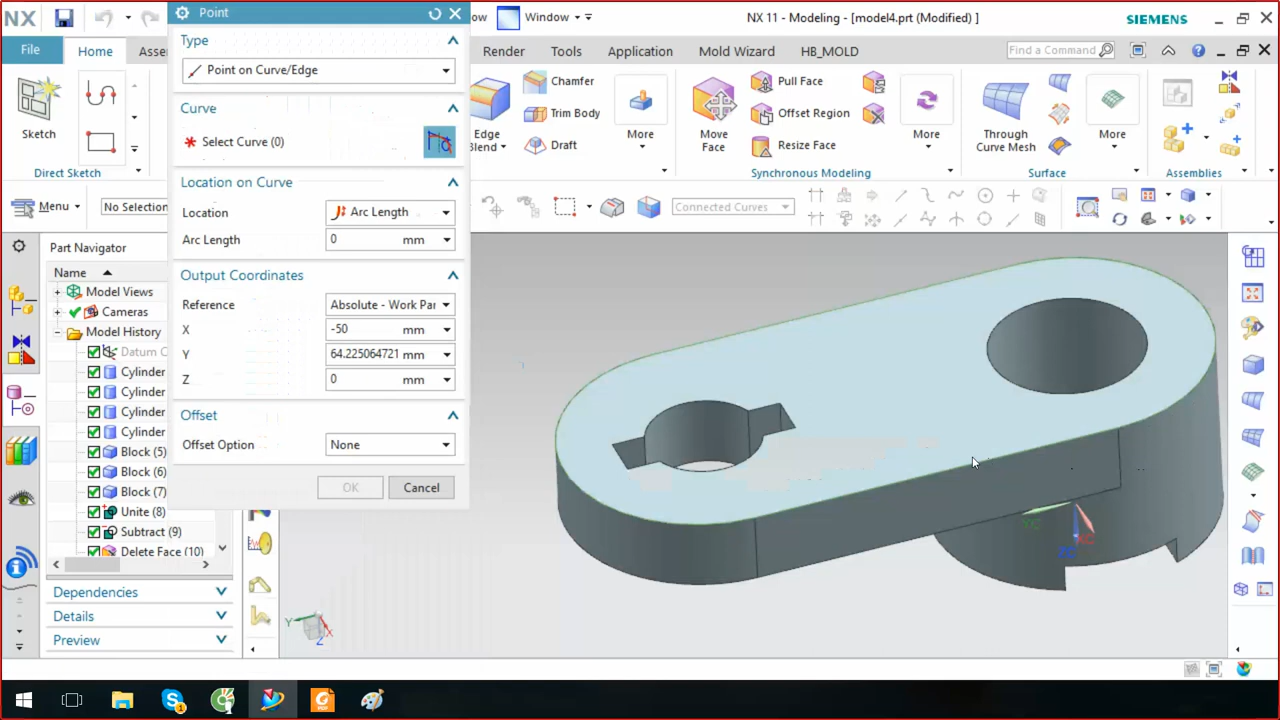 NX
Point
ow
Window
NX 11 - Modeling - [model4.prt (Modified) ]
SIEMENS
File
Home
Asse
Render
Tools
Application
Mold Wizard
HB_MOLD
Find a Command
Type
Point on Curve/Edge
Curve
Select Curve (0)
Location on Curve
Location
Arc Length
Arc Length
0
mm
Output Coordinates
Reference
Absolute - Work Par
X
-50
mm
Y
64.225064721
mm
Z
0
mm
Offset
Offset Option
None
OK
Cancel
Sketch
Direct Sketch
Edge
Blend
Chamfer
Trim Body
Draft
More
Move
Face
Pull Face
Offset Region
Resize Face
More
Synchronous Modeling
Through
Curve Mesh
More
Surface
Assemblies
Menu
No Selection
Connected Curves
Part Navigator
Name
Model Views
Cameras
Model History
Datum C
Cylinder
Cylinder
Cylinder
Cylinder
Block (5)
Block (6)
Block (7)
Unite (8)
Subtract (9)
Delete Face (10)
Dependencies
Details
Preview
YC
XC
ZC
Y
X
Z